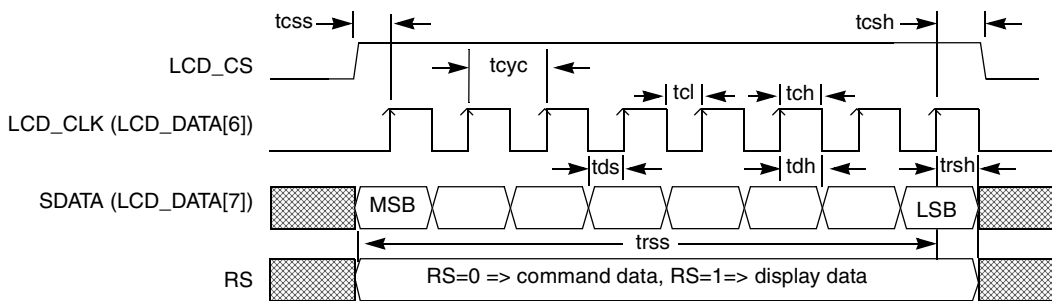 tcss
tcsh
LCD_CS
tcyc
tcl
tch
LCD_CLK (LCD_DATA[6])
tds
tdh
trsh
SDATA (LCD_DATA[7])
MSB
LSB
trss
RS
RS=0 => command data, RS=1=> display data